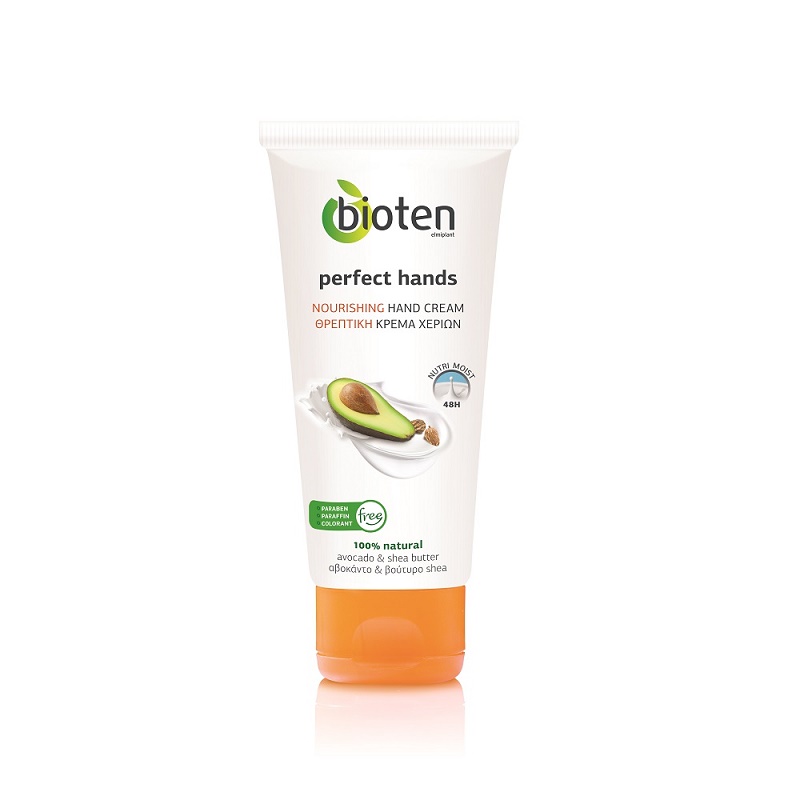 bioten
elmiplant
perfect hands
NOURISHING HAND CREAM
ΘΡΕΠΤΙΚΗ ΚΡΕΜΑ ΧΕΡΙΩΝ
NUTRI MOIST
48H
PARABEN
PARAFFIN
COLORANT
free
100% natural
avocado & shea butter
αβοκάντο & βούτυρο shea